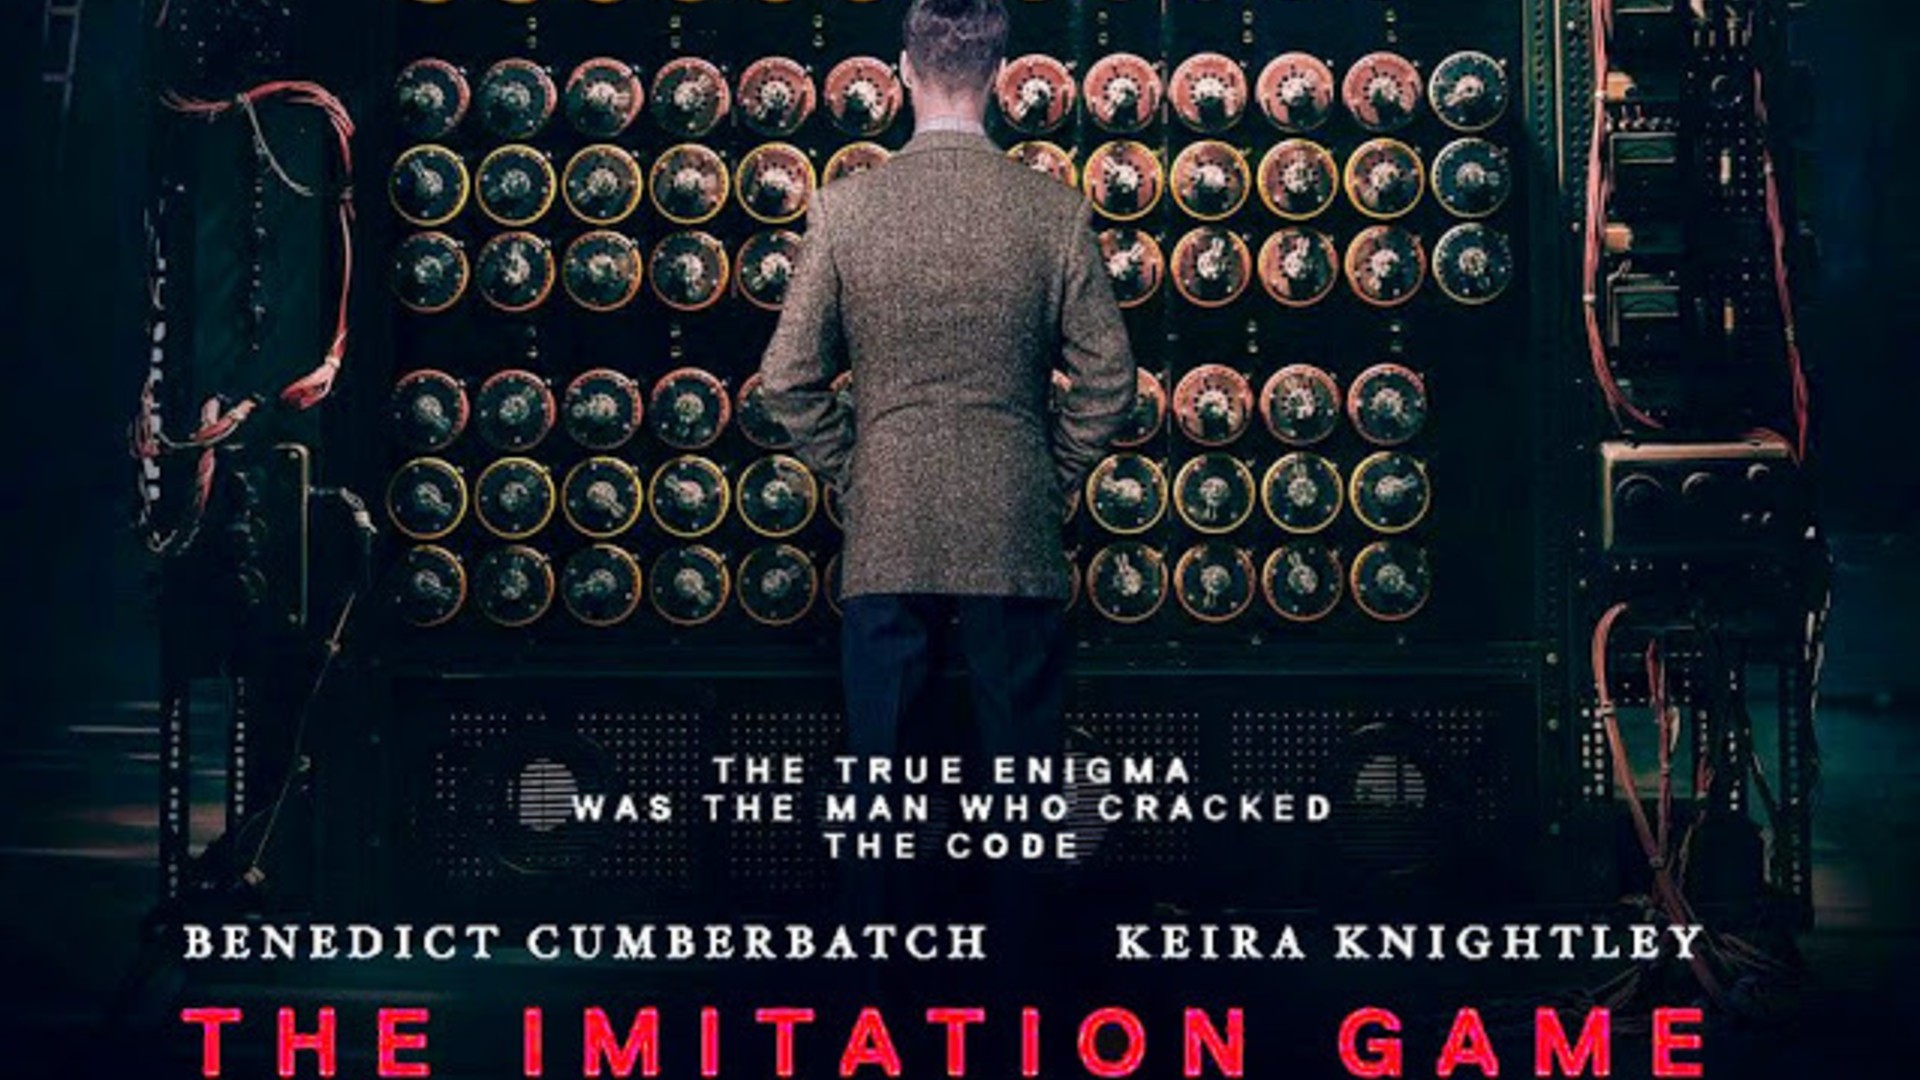 THE TRUE ENIGMA
WAS THE MAN WHO CRACKED
THE CODE
BENEDICT CUMBERBATCH KEIRA KNIGHTLEY
THE IMITATION GAME